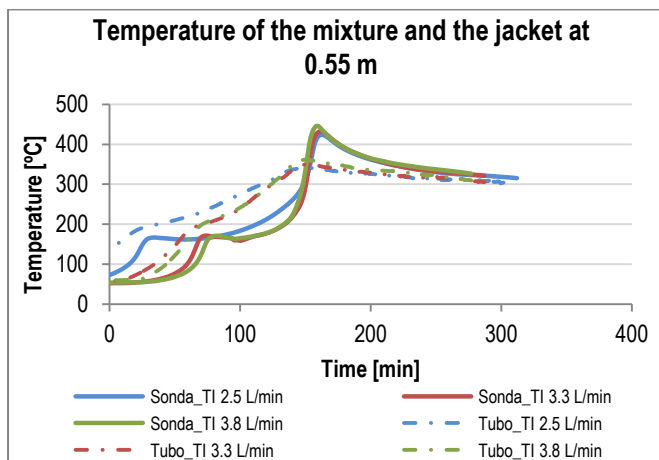 Temperature of the mixture and the jacket at
0.55 m
Temperature [ºC]
500
400
300
200
100
0
0 100 200 300 400
Time [min]
Sonda_TI 2.5 L/min Sonda_TI 3.3 L/min
Sonda_TI 3.8 L/min Tubo_TI 2.5 L/min
Tubo_TI 3.3 L/min Tubo_TI 3.8 L/min